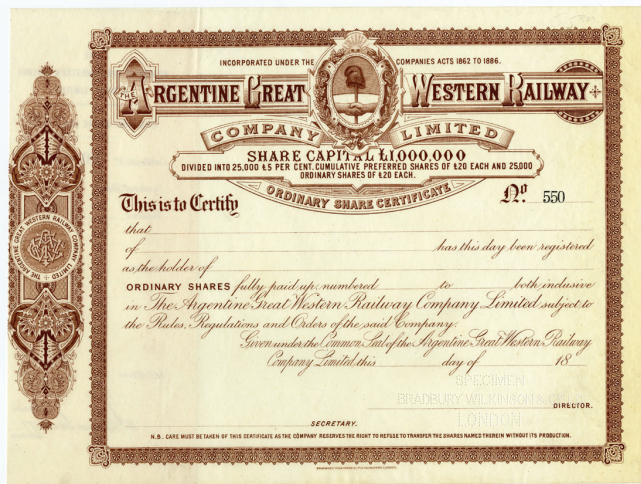 INCORPORATED UNDER THE COMPANIES ACTS 1862 TO 1886.
THE ARGENTINE GREAT WESTERN RAILWAY
COMPANY LIMITED
SHARE CAPITAL £1,000,000
DIVIDED INTO 25,000 £5 PER CENT. CUMULATIVE PREFERRED SHARES OF £20 EACH AND 25,000
ORDINARY SHARES OF £20 EACH.
ORDINARY SHARE CERTIFICATE
This is to Certify
No 550
that
of has this day been registered
as the holder of
ORDINARY SHARES fully paid up, numbered to both inclusive
in The Argentine Great Western Railway Company Limited subject to
the Rules, Regulations and Orders of the said Company.
Given under the Common Seal of the Argentine Great Western Railway
Company Limited, this day of 18
SPECIMEN
BRADBURY WILKINSON &
LONDON
DIRECTOR.
SECRETARY.
N.B. CARE MUST BE TAKEN OF THIS CERTIFICATE AS THE COMPANY RESERVES THE RIGHT TO REFUSE TO TRANSFER THE SHARES NAMED THEREIN WITHOUT ITS PRODUCTION.
THE ARGENTINE GREAT WESTERN RAILWAY COMPANY LIMITED